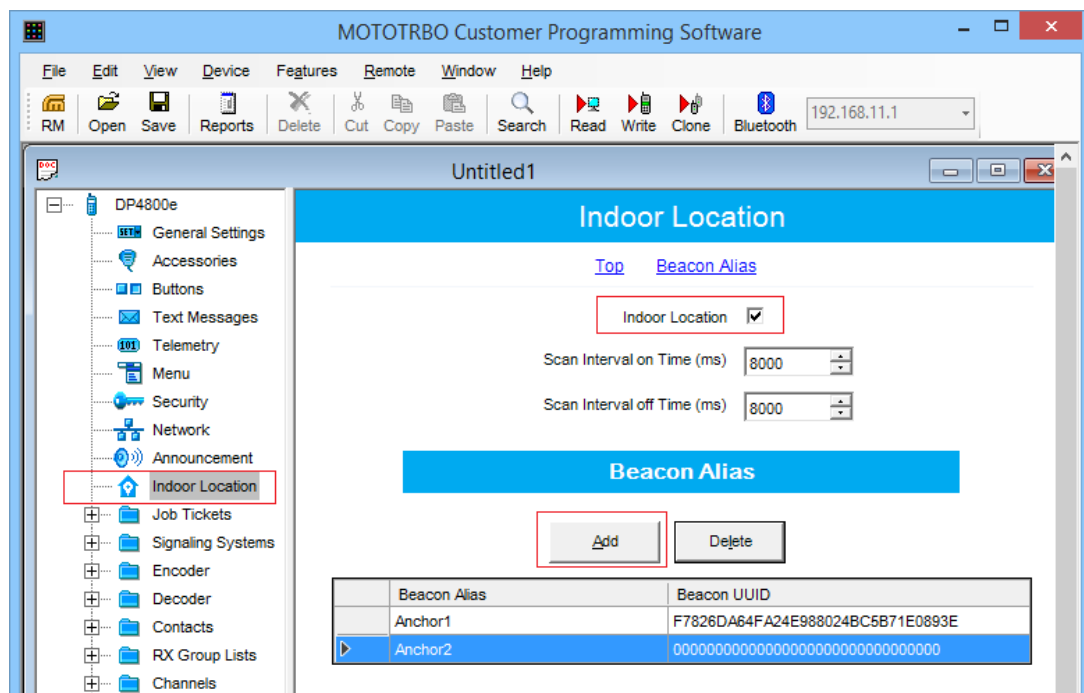 MOTOTRBO Customer Programming Software
File Edit View Device Features Remote Window Help
RM Open Save Reports Delete Cut Copy Paste Search Read Write Clone Bluetooth 192.168.11.1
DOC Untitled1
DP4800e
SET General Settings
Accessories
Buttons
Text Messages
101 Telemetry
Menu
Security
Network
Announcement
Indoor Location
Job Tickets
Signaling Systems
Encoder
Decoder
Contacts
RX Group Lists
Channels
Indoor Location
Top Beacon Alias
Indoor Location
Scan Interval on Time (ms) 8000
Scan Interval off Time (ms) 8000
Beacon Alias
Add Delete
Beacon Alias Beacon UUID
Anchor1 F7826DA64FA24E988024BC5B71E0893E
Anchor2 00000000000000000000000000000000